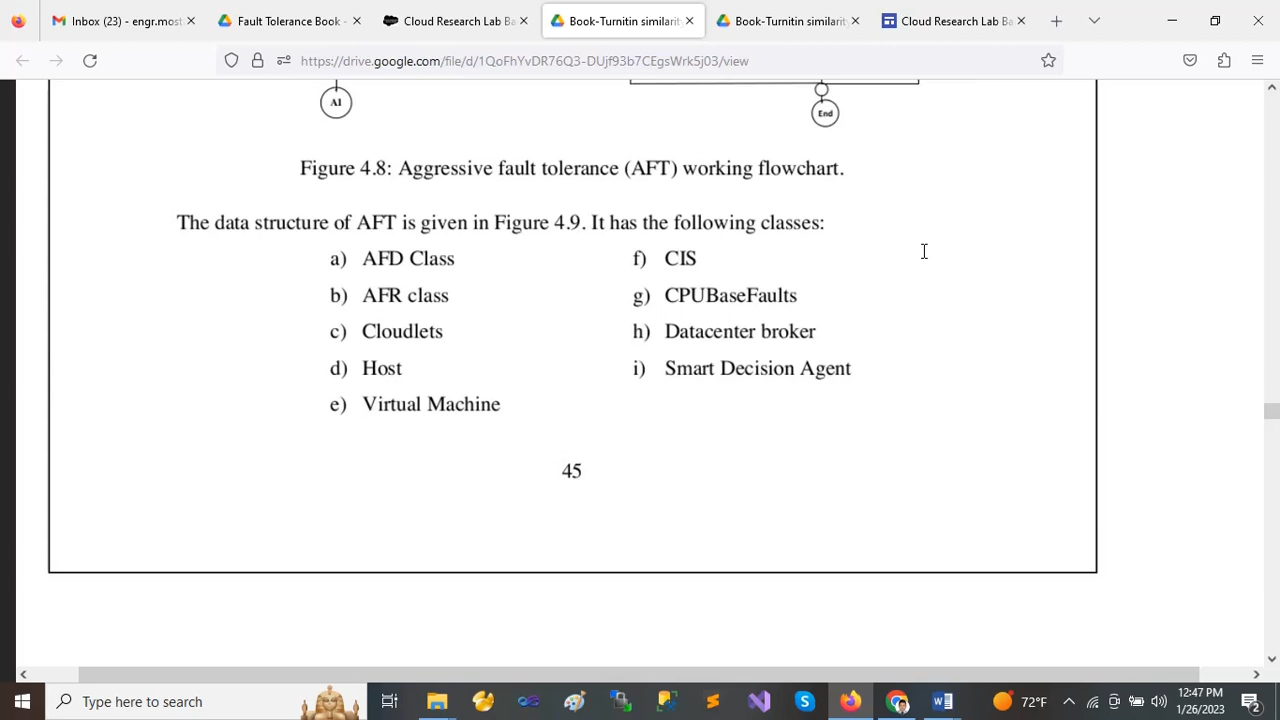 Inbox (23) - engr.most
Fault Tolerance Book -
Cloud Research Lab Ba
Book-Turnitin similarit
Book-Turnitin similarit
Cloud Research Lab Ba
https://drive.google.com/file/d/1QoFhYvDR76Q3-DUjf93b7CEgsWrk5j03/view
A1
End
Figure 4.8: Aggressive fault tolerance (AFT) working flowchart.
The data structure of AFT is given in Figure 4.9. It has the following classes:
a) AFD Class
b) AFR class
c) Cloudlets
d) Host
e) Virtual Machine
f) CIS
g) CPUBaseFaults
h) Datacenter broker
i) Smart Decision Agent
45
Type here to search
72°F
12:47 PM
1/26/2023
2